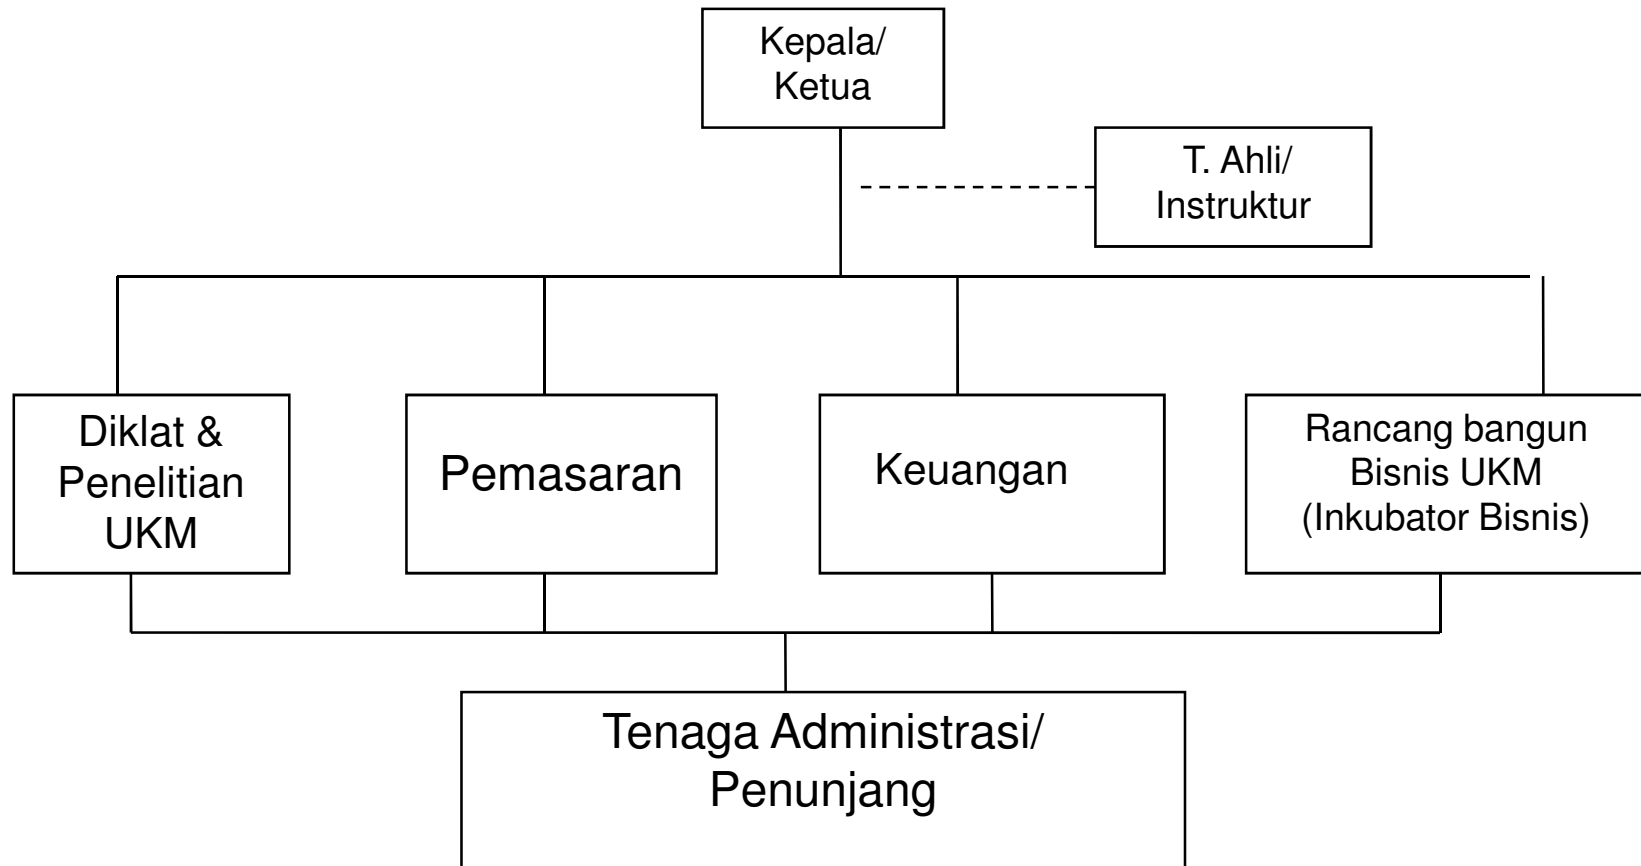 Kepala/
Ketua
T. Ahli/
Instruktur
Diklat &
Penelitian
UKM
Pemasaran
Keuangan
Rancang bangun
Bisnis UKM
(Inkubator Bisnis)
Tenaga Administrasi/
Penunjang